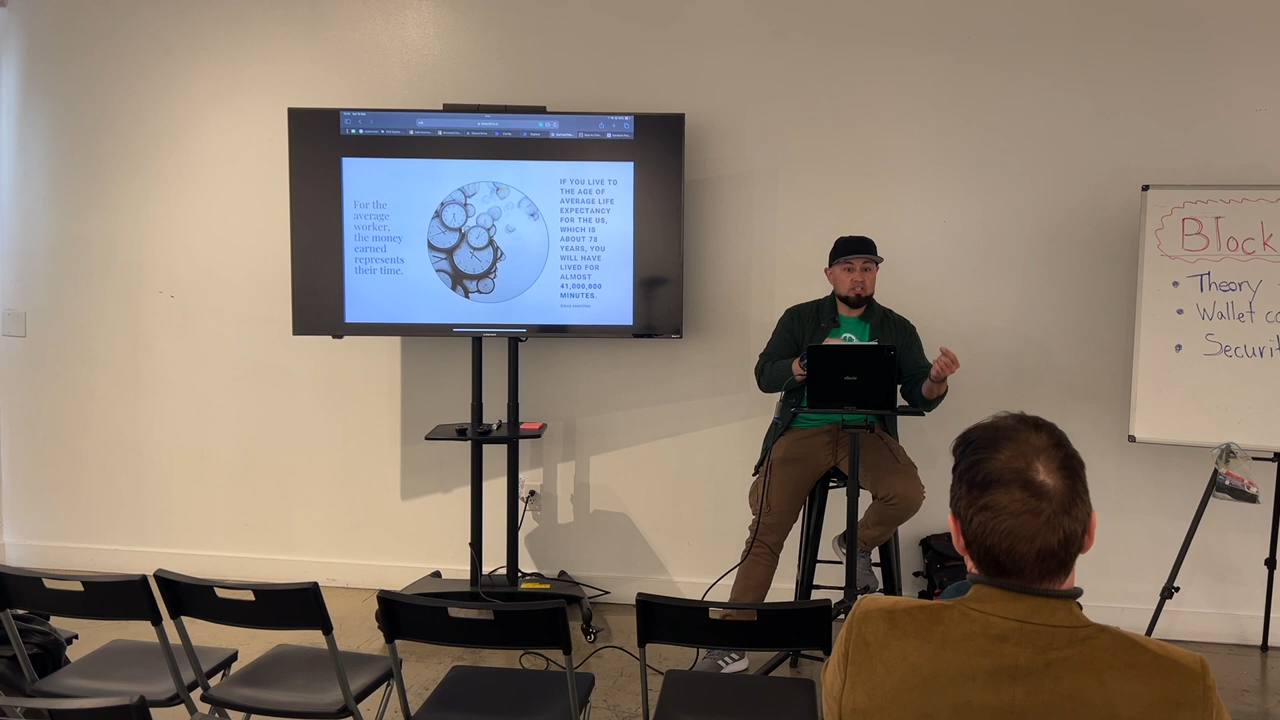 For the
average
worker,
the money
earned
represents
their time.
IF YOU LIVE TO
THE AGE OF
AVERAGE LIFE
EXPECTANCY
FOR THE US,
WHICH IS
ABOUT 78
YEARS, YOU
WILL HAVE
LIVED FOR
ALMOST
41,000,000
MINUTES.
Block
• Theory -
• Wallet co
• Securit